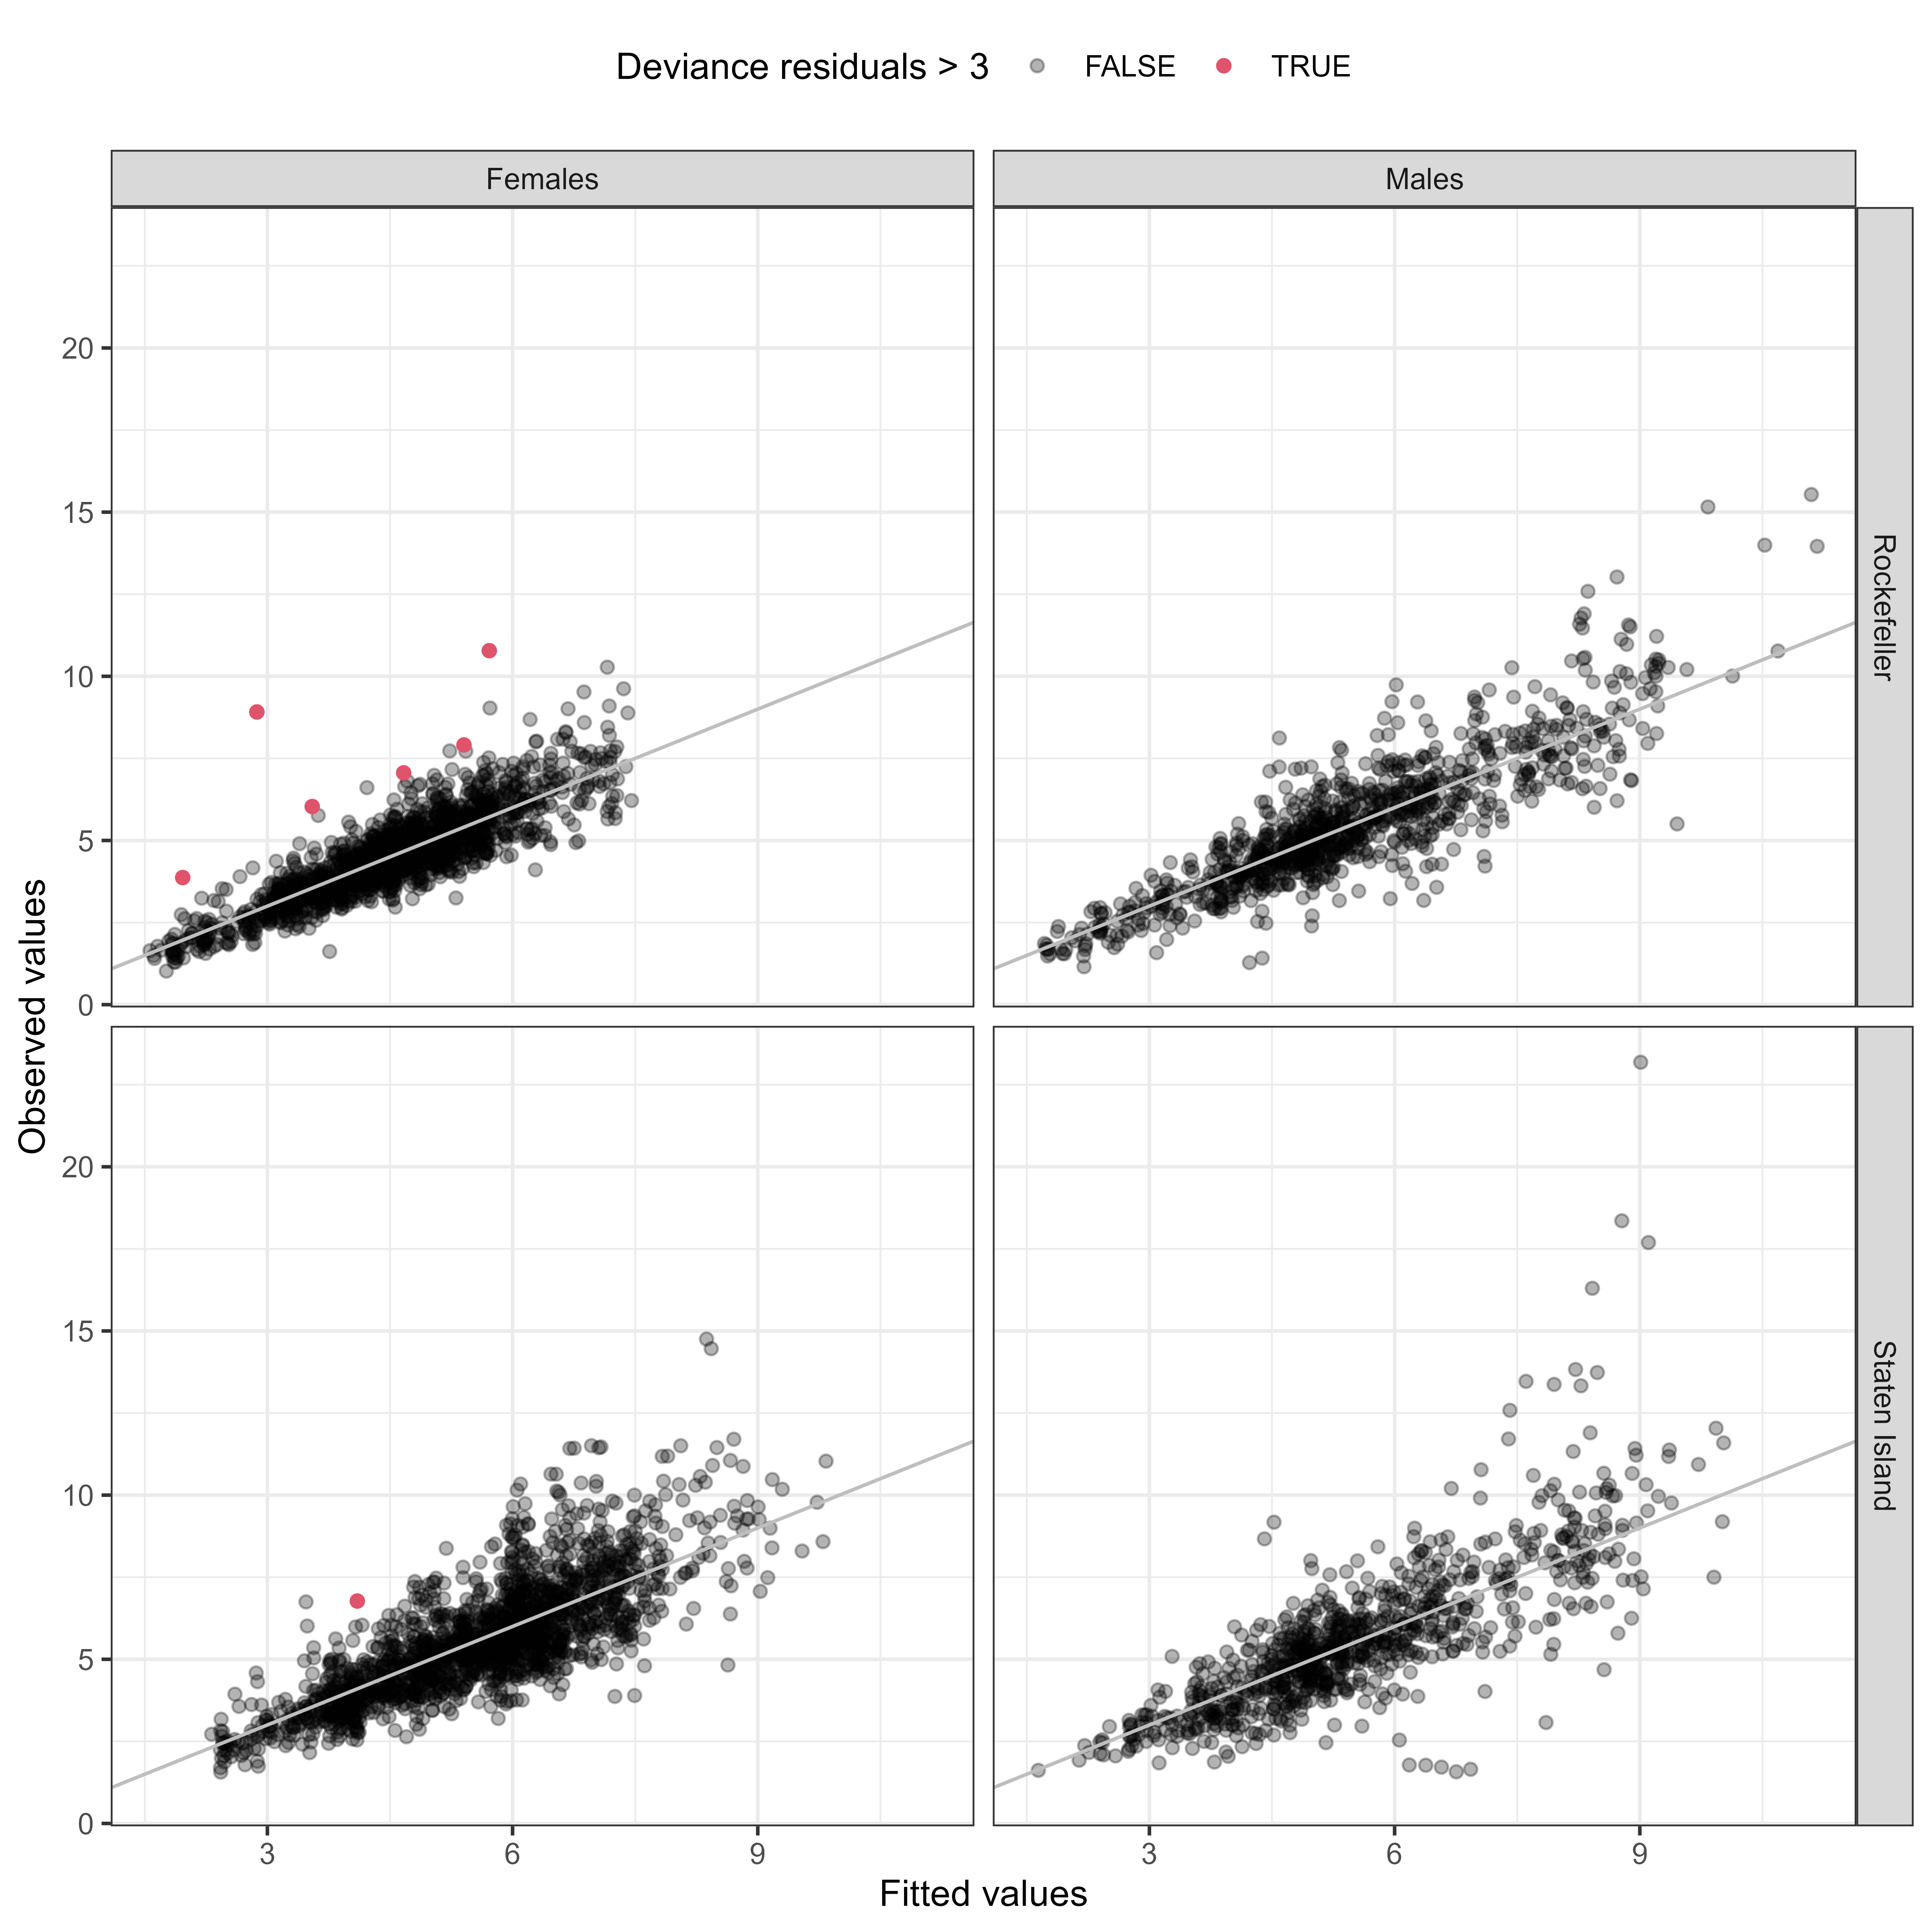 Deviance residuals > 3 FALSE TRUE
Females Males
20
15
10
5
0
Rockefeller
Observed values
20
15
10
5
0
Staten Island
3 6 9 3 6 9
Fitted values